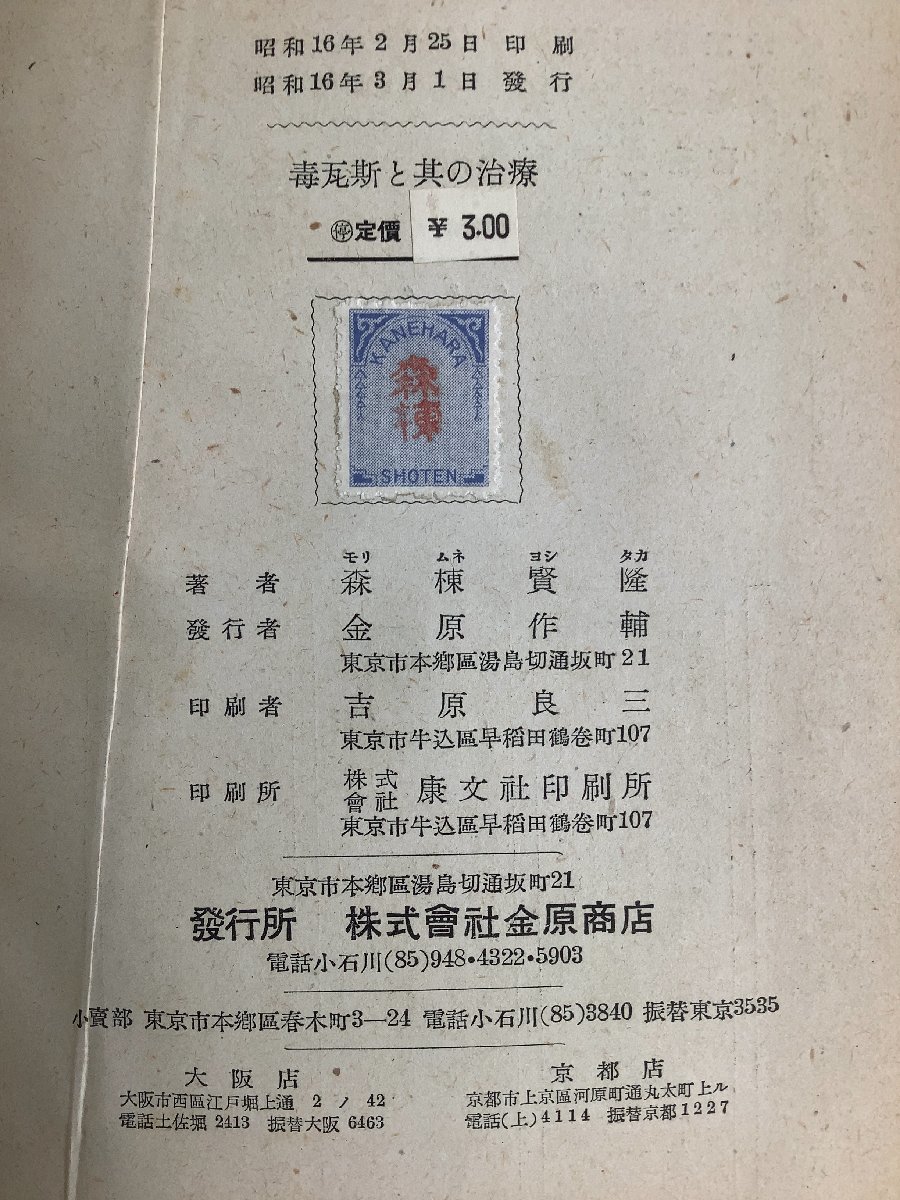 昭和16年2月25日 印刷
昭和16年3月1日 發行
毒瓦斯と其の治療
㊡定價 ¥ 3.00
KANEHARA
森棟
SHOTEN
モリ ムネ ヨシ タカ
著者 森棟賢隆
發行者 金原作輔
東京市本鄕區湯島切通坂町21
印刷者 吉原良三
東京市牛込區早稻田鶴卷町107
印刷所 株式會社 康文社印刷所
東京市牛込區早稻田鶴卷町107
東京市本鄕區湯島切通坂町21
發行所 株式會社金原商店
電話小石川(85)948・4322・5903
小賣部 東京市本鄕區春木町3—24 電話小石川(85)3840 振替東京3535
大阪店
大阪市西區江戸堀上通 2ノ42
電話土佐堀 2413 振替大阪 6463
京都店
京都市上京區河原町通丸太町上ル
電話(上)4114 振替京都1227